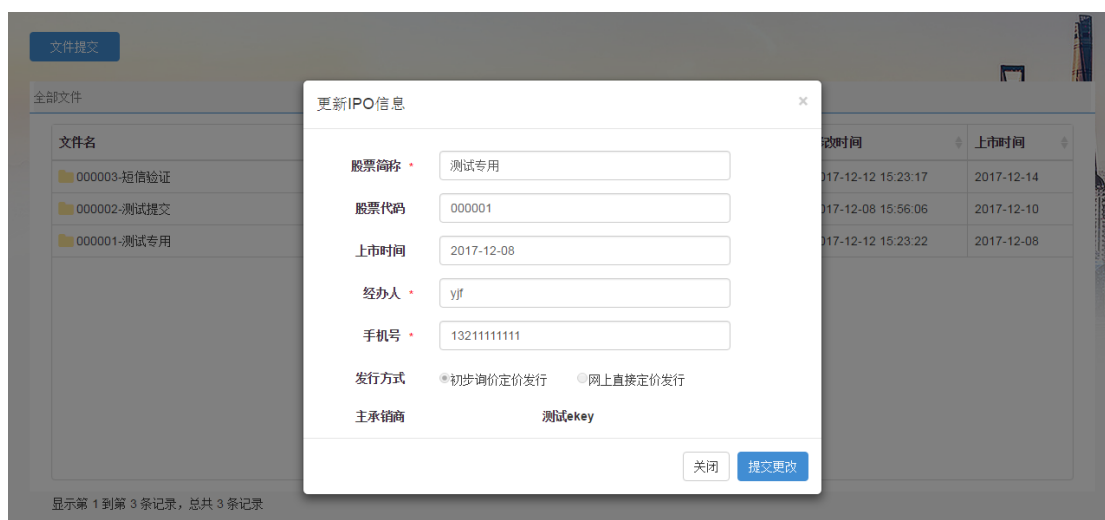 文件提交
全部文件
文件名
改时间
上市时间
000003-短信验证
017-12-12 15:23:17
2017-12-14
000002-测试提交
017-12-08 15:56:06
2017-12-10
000001-测试专用
017-12-12 15:23:22
2017-12-08
显示第 1 到第 3 条记录，总共 3 条记录
更新IPO信息
×
股票简称 *
测试专用
股票代码
000001
上市时间
2017-12-08
经办人 *
yjf
手机号 *
13211111111
发行方式
初步询价定价发行
网上直接定价发行
主承销商
测试ekey
关闭
提交更改